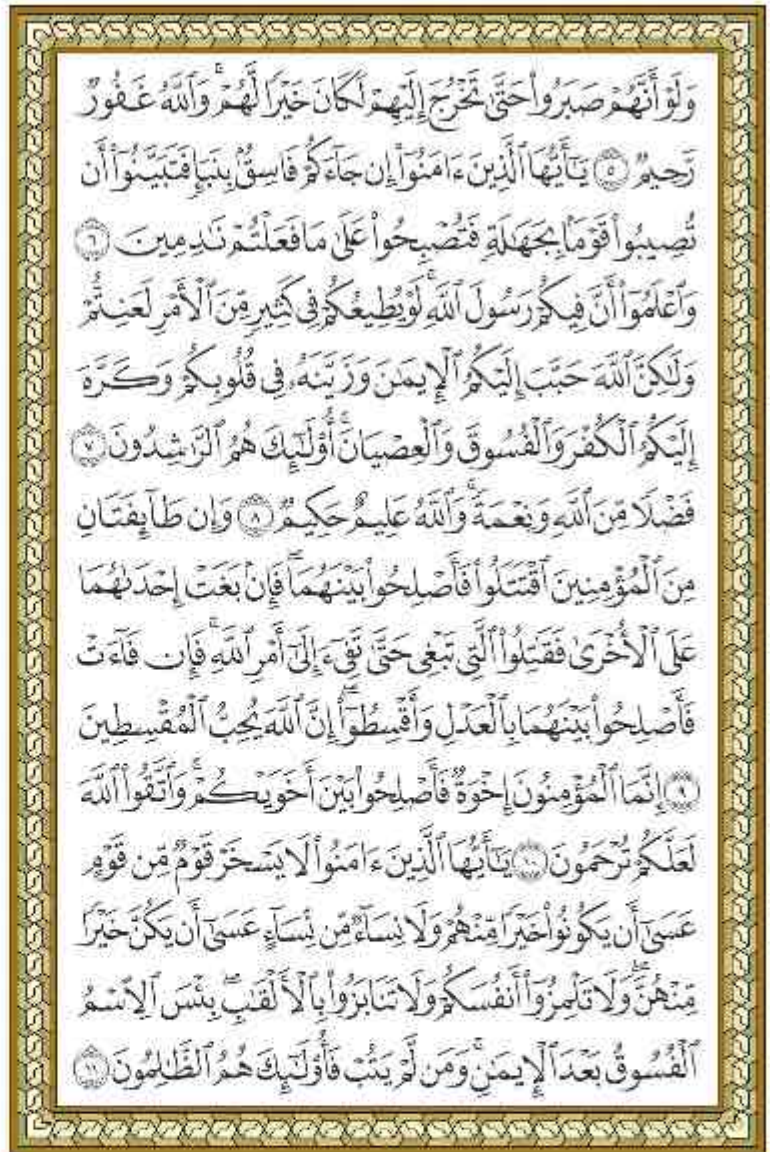 وَلَوْ أَنَّهُمْ صَبَرُوا۟ حَتَّىٰ تَخْرُجَ إِلَيْهِمْ لَكَانَ خَيْرًا لَّهُمْ ۚ وَٱللَّهُ غَفُورٌ
رَّحِيمٌ ٥ يَـٰٓأَيُّهَا ٱلَّذِينَ ءَامَنُوٓا۟ إِن جَآءَكُمْ فَاسِقٌۢ بِنَبَإٍ فَتَبَيَّنُوٓا۟ أَن
تُصِيبُوا۟ قَوْمًۢا بِجَهَـٰلَةٍ فَتُصْبِحُوا۟ عَلَىٰ مَا فَعَلْتُمْ نَـٰدِمِينَ ٦
وَٱعْلَمُوٓا۟ أَنَّ فِيكُمْ رَسُولَ ٱللَّهِ ۚ لَوْ يُطِيعُكُمْ فِى كَثِيرٍ مِّنَ ٱلْأَمْرِ لَعَنِتُّمْ
وَلَـٰكِنَّ ٱللَّهَ حَبَّبَ إِلَيْكُمُ ٱلْإِيمَـٰنَ وَزَيَّنَهُۥ فِى قُلُوبِكُمْ وَكَرَّهَ
إِلَيْكُمُ ٱلْكُفْرَ وَٱلْفُسُوقَ وَٱلْعِصْيَانَ ۚ أُو۟لَـٰٓئِكَ هُمُ ٱلرَّٰشِدُونَ ٧
فَضْلًا مِّنَ ٱللَّهِ وَنِعْمَةً ۚ وَٱللَّهُ عَلِيمٌ حَكِيمٌ ٨ وَإِن طَآئِفَتَانِ
مِنَ ٱلْمُؤْمِنِينَ ٱقْتَتَلُوا۟ فَأَصْلِحُوا۟ بَيْنَهُمَا ۖ فَإِنۢ بَغَتْ إِحْدَىٰهُمَا
عَلَى ٱلْأُخْرَىٰ فَقَـٰتِلُوا۟ ٱلَّتِى تَبْغِى حَتَّىٰ تَفِىٓءَ إِلَىٰٓ أَمْرِ ٱللَّهِ ۚ فَإِن فَآءَتْ
فَأَصْلِحُوا۟ بَيْنَهُمَا بِٱلْعَدْلِ وَأَقْسِطُوٓا۟ ۖ إِنَّ ٱللَّهَ يُحِبُّ ٱلْمُقْسِطِينَ
٩ إِنَّمَا ٱلْمُؤْمِنُونَ إِخْوَةٌ فَأَصْلِحُوا۟ بَيْنَ أَخَوَيْكُمْ ۚ وَٱتَّقُوا۟ ٱللَّهَ
لَعَلَّكُمْ تُرْحَمُونَ ١٠ يَـٰٓأَيُّهَا ٱلَّذِينَ ءَامَنُوا۟ لَا يَسْخَرْ قَوْمٌ مِّن قَوْمٍ
عَسَىٰٓ أَن يَكُونُوا۟ خَيْرًا مِّنْهُمْ وَلَا نِسَآءٌ مِّن نِّسَآءٍ عَسَىٰٓ أَن يَكُنَّ خَيْرًا
مِّنْهُنَّ ۖ وَلَا تَلْمِزُوٓا۟ أَنفُسَكُمْ وَلَا تَنَابَزُوا۟ بِٱلْأَلْقَـٰبِ ۖ بِئْسَ ٱلِٱسْمُ
ٱلْفُسُوقُ بَعْدَ ٱلْإِيمَـٰنِ ۚ وَمَن لَّمْ يَتُبْ فَأُو۟لَـٰٓئِكَ هُمُ ٱلظَّـٰلِمُونَ ١١